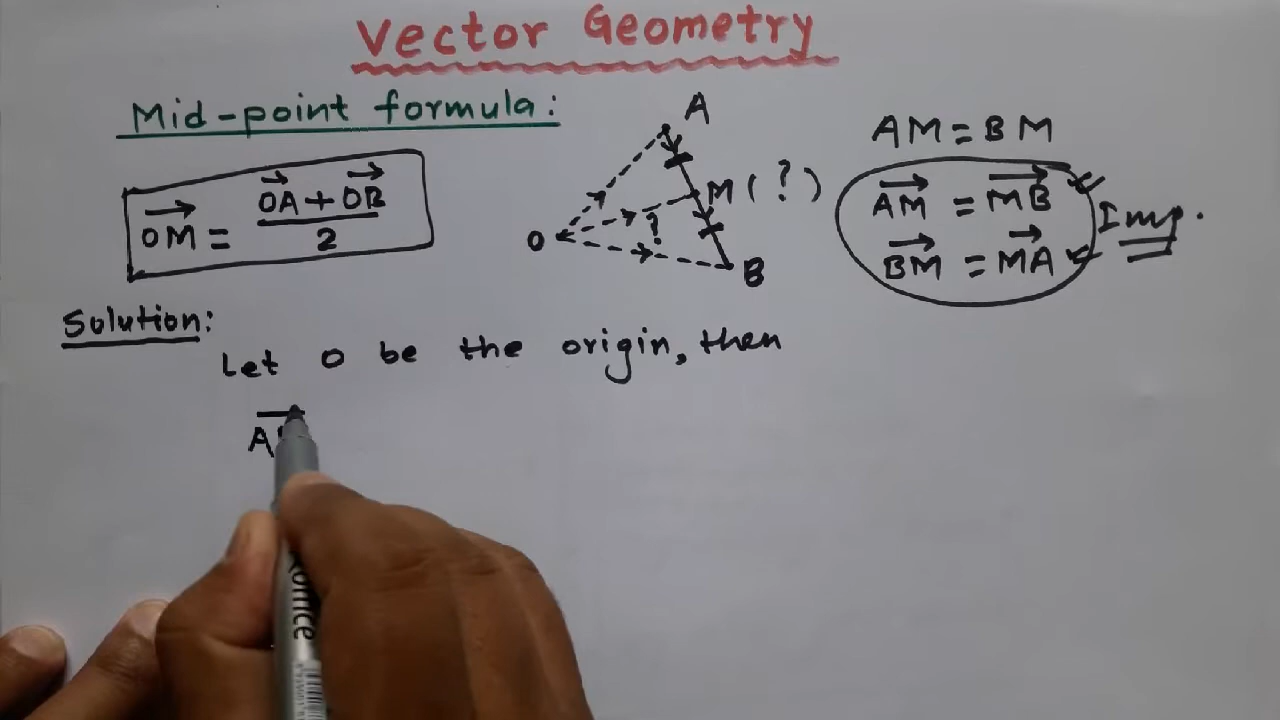 Vector Geometry
Mid-point formula:
OM = OA + OB / 2
A
M (?)
O
?
B
AM = BM
AM = MB
BM = MA
Imp.
Solution:
Let O be the origin, then